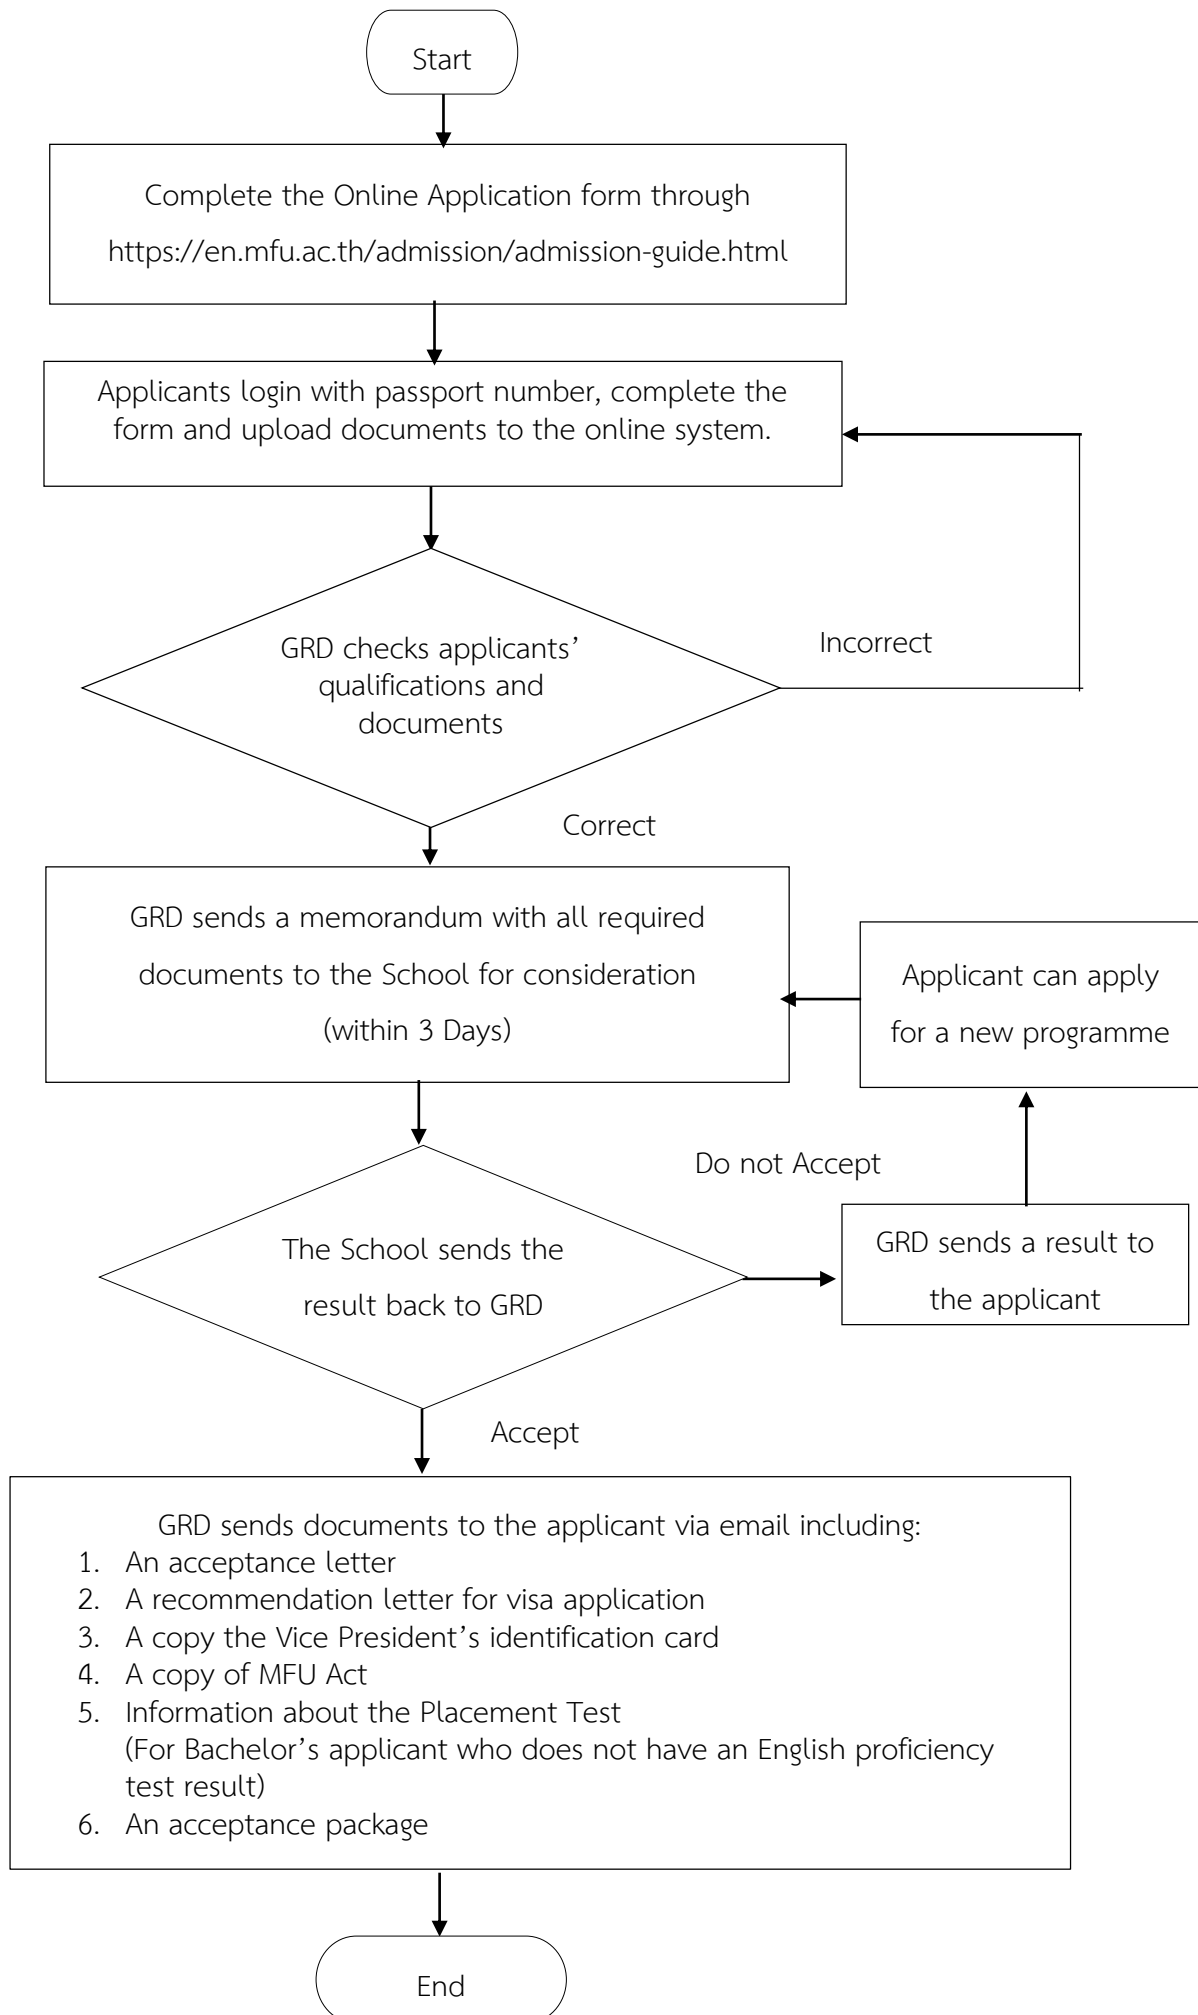 Start
Complete the Online Application form through
https://en.mfu.ac.th/admission/admission-guide.html
Applicants login with passport number, complete the
form and upload documents to the online system.
GRD checks applicants’
qualifications and
documents
Incorrect
Correct
GRD sends a memorandum with all required
documents to the School for consideration
(within 3 Days)
Applicant can apply
for a new programme
Do not Accept
The School sends the
result back to GRD
GRD sends a result to
the applicant
Accept
GRD sends documents to the applicant via email including:
1. An acceptance letter
2. A recommendation letter for visa application
3. A copy the Vice President’s identification card
4. A copy of MFU Act
5. Information about the Placement Test
(For Bachelor’s applicant who does not have an English proficiency
test result)
6. An acceptance package
End